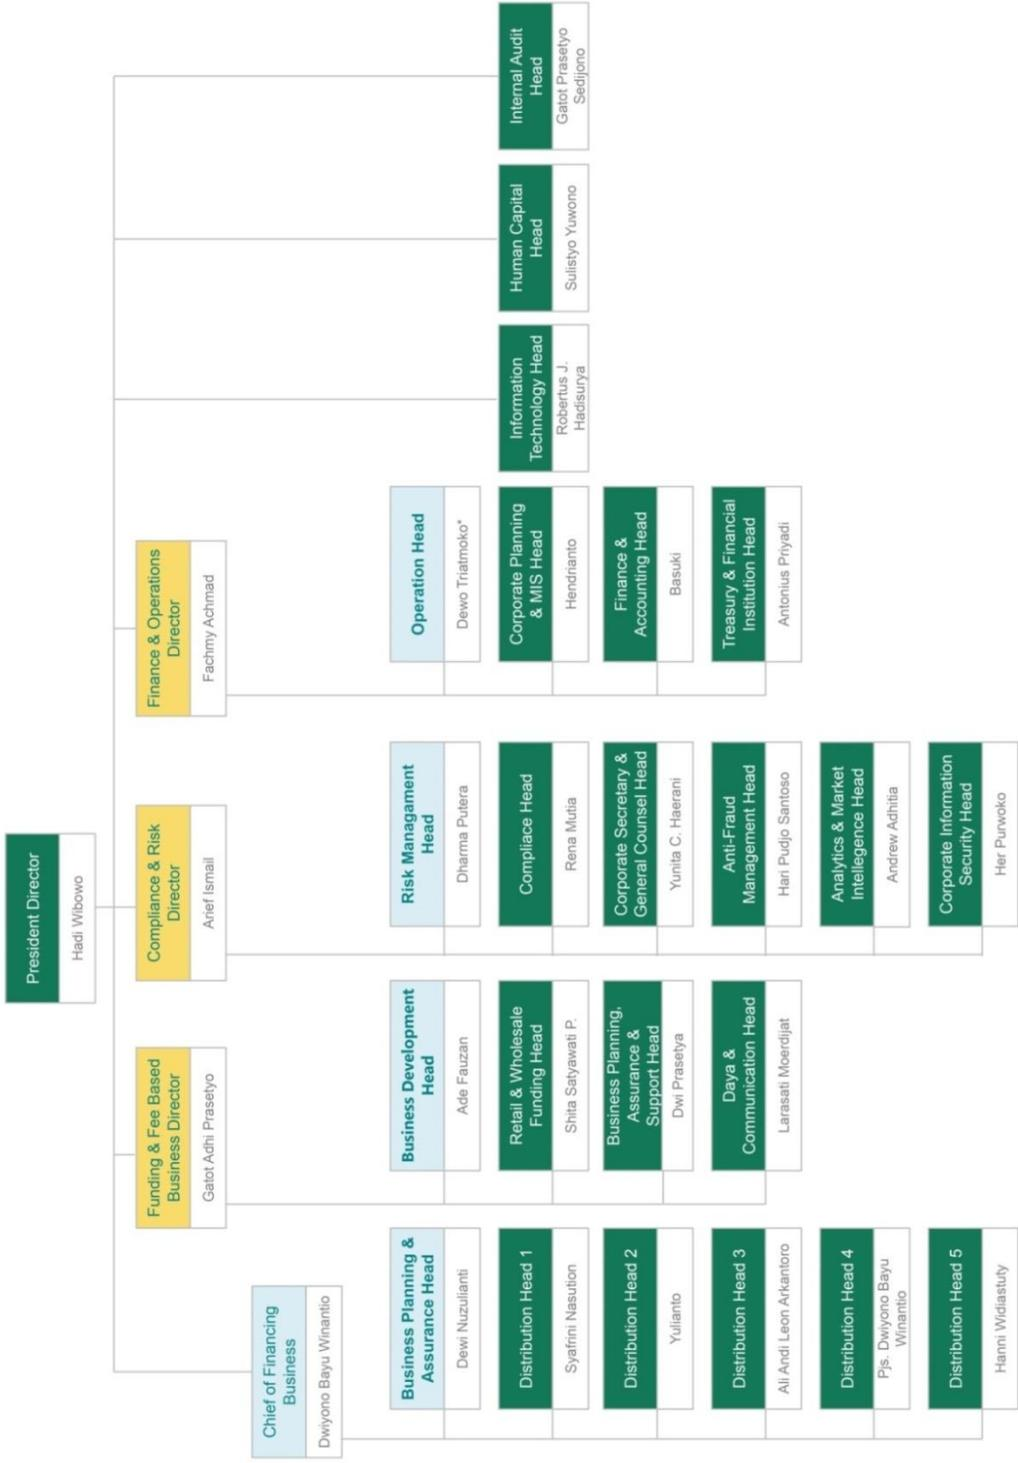 President Director
Hadi Wibowo
Funding & Fee Based
Business Director
Gatot Adhi Prasetyo
Compliance & Risk
Director
Arief Ismail
Finance & Operations
Director
Fachmy Achmad
Chief of Financing
Business
Dwiyono Bayu Winantio
Business Planning &
Assurance Head
Dewi Nuzulianti
Distribution Head 1
Syafrini Nasution
Distribution Head 2
Yulianto
Distribution Head 3
Ali Andi Leon Arkantoro
Distribution Head 4
Pjs. Dwiyono Bayu
Winantio
Distribution Head 5
Hanni Widiastuty
Business Development
Head
Ade Fauzan
Retail & Wholesale
Funding Head
Shita Satyawati P.
Business Planning,
Assurance &
Support Head
Dwi Prasetya
Daya &
Communication Head
Larasati Moerdijat
Risk Managament
Head
Dharma Putera
Ompliace Head
Rena Mutia
Corporate Secretary &
General Counsel Head
Yunita C. Haerani
Anti-Fraud
Management Head
Hari Pudjo Santoso
Analytics & Market
Intellegence Head
Andrew Adhitia
Corporate Information
Security Head
Her Purwoko
Operation Head
Dewo Triatmoko*
Corporate Planning
& MIS Head
Hendrianto
Finance &
Accounting Head
Basuki
Treasury & Financial
Institution Head
Antonius Priyadi
Information
Technology Head
Robertus J.
Hadisurya
Human Capital
Head
Sulistyo Yuwono
Internal Audit
Head
Gatot Prasetyo
Sedijono